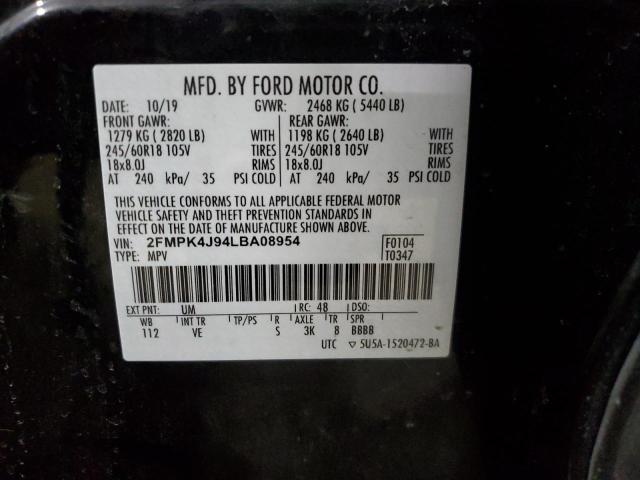 MFD. BY FORD MOTOR CO.
DATE: 10/19 GVWR: 2468 KG ( 5440 LB)
FRONT GAWR: REAR GAWR:
1279 KG ( 2820 LB) WITH 1198 KG ( 2640 LB) WITH
245/60R18 105V TIRES 245/60R18 105V TIRES
18x8.0J RIMS 18x8.0J RIMS
AT 240 kPa/ 35 PSI COLD AT 240 kPa/ 35 PSI COLD
THIS VEHICLE CONFORMS TO ALL APPLICABLE FEDERAL MOTOR
VEHICLE SAFETY AND THEFT PREVENTION STANDARDS IN
EFFECT ON THE DATE OF MANUFACTURE SHOWN ABOVE.
VIN: 2FMPK4J94LBA08954 F0104
TYPE: MPV T0347
EXT PNT: UM RC: 48 DSO:
WB INT TR TP/PS R AXLE TR SPR
112 VE S 3K 8 BBBB
UTC ▽ 5U5A-1520472-BA